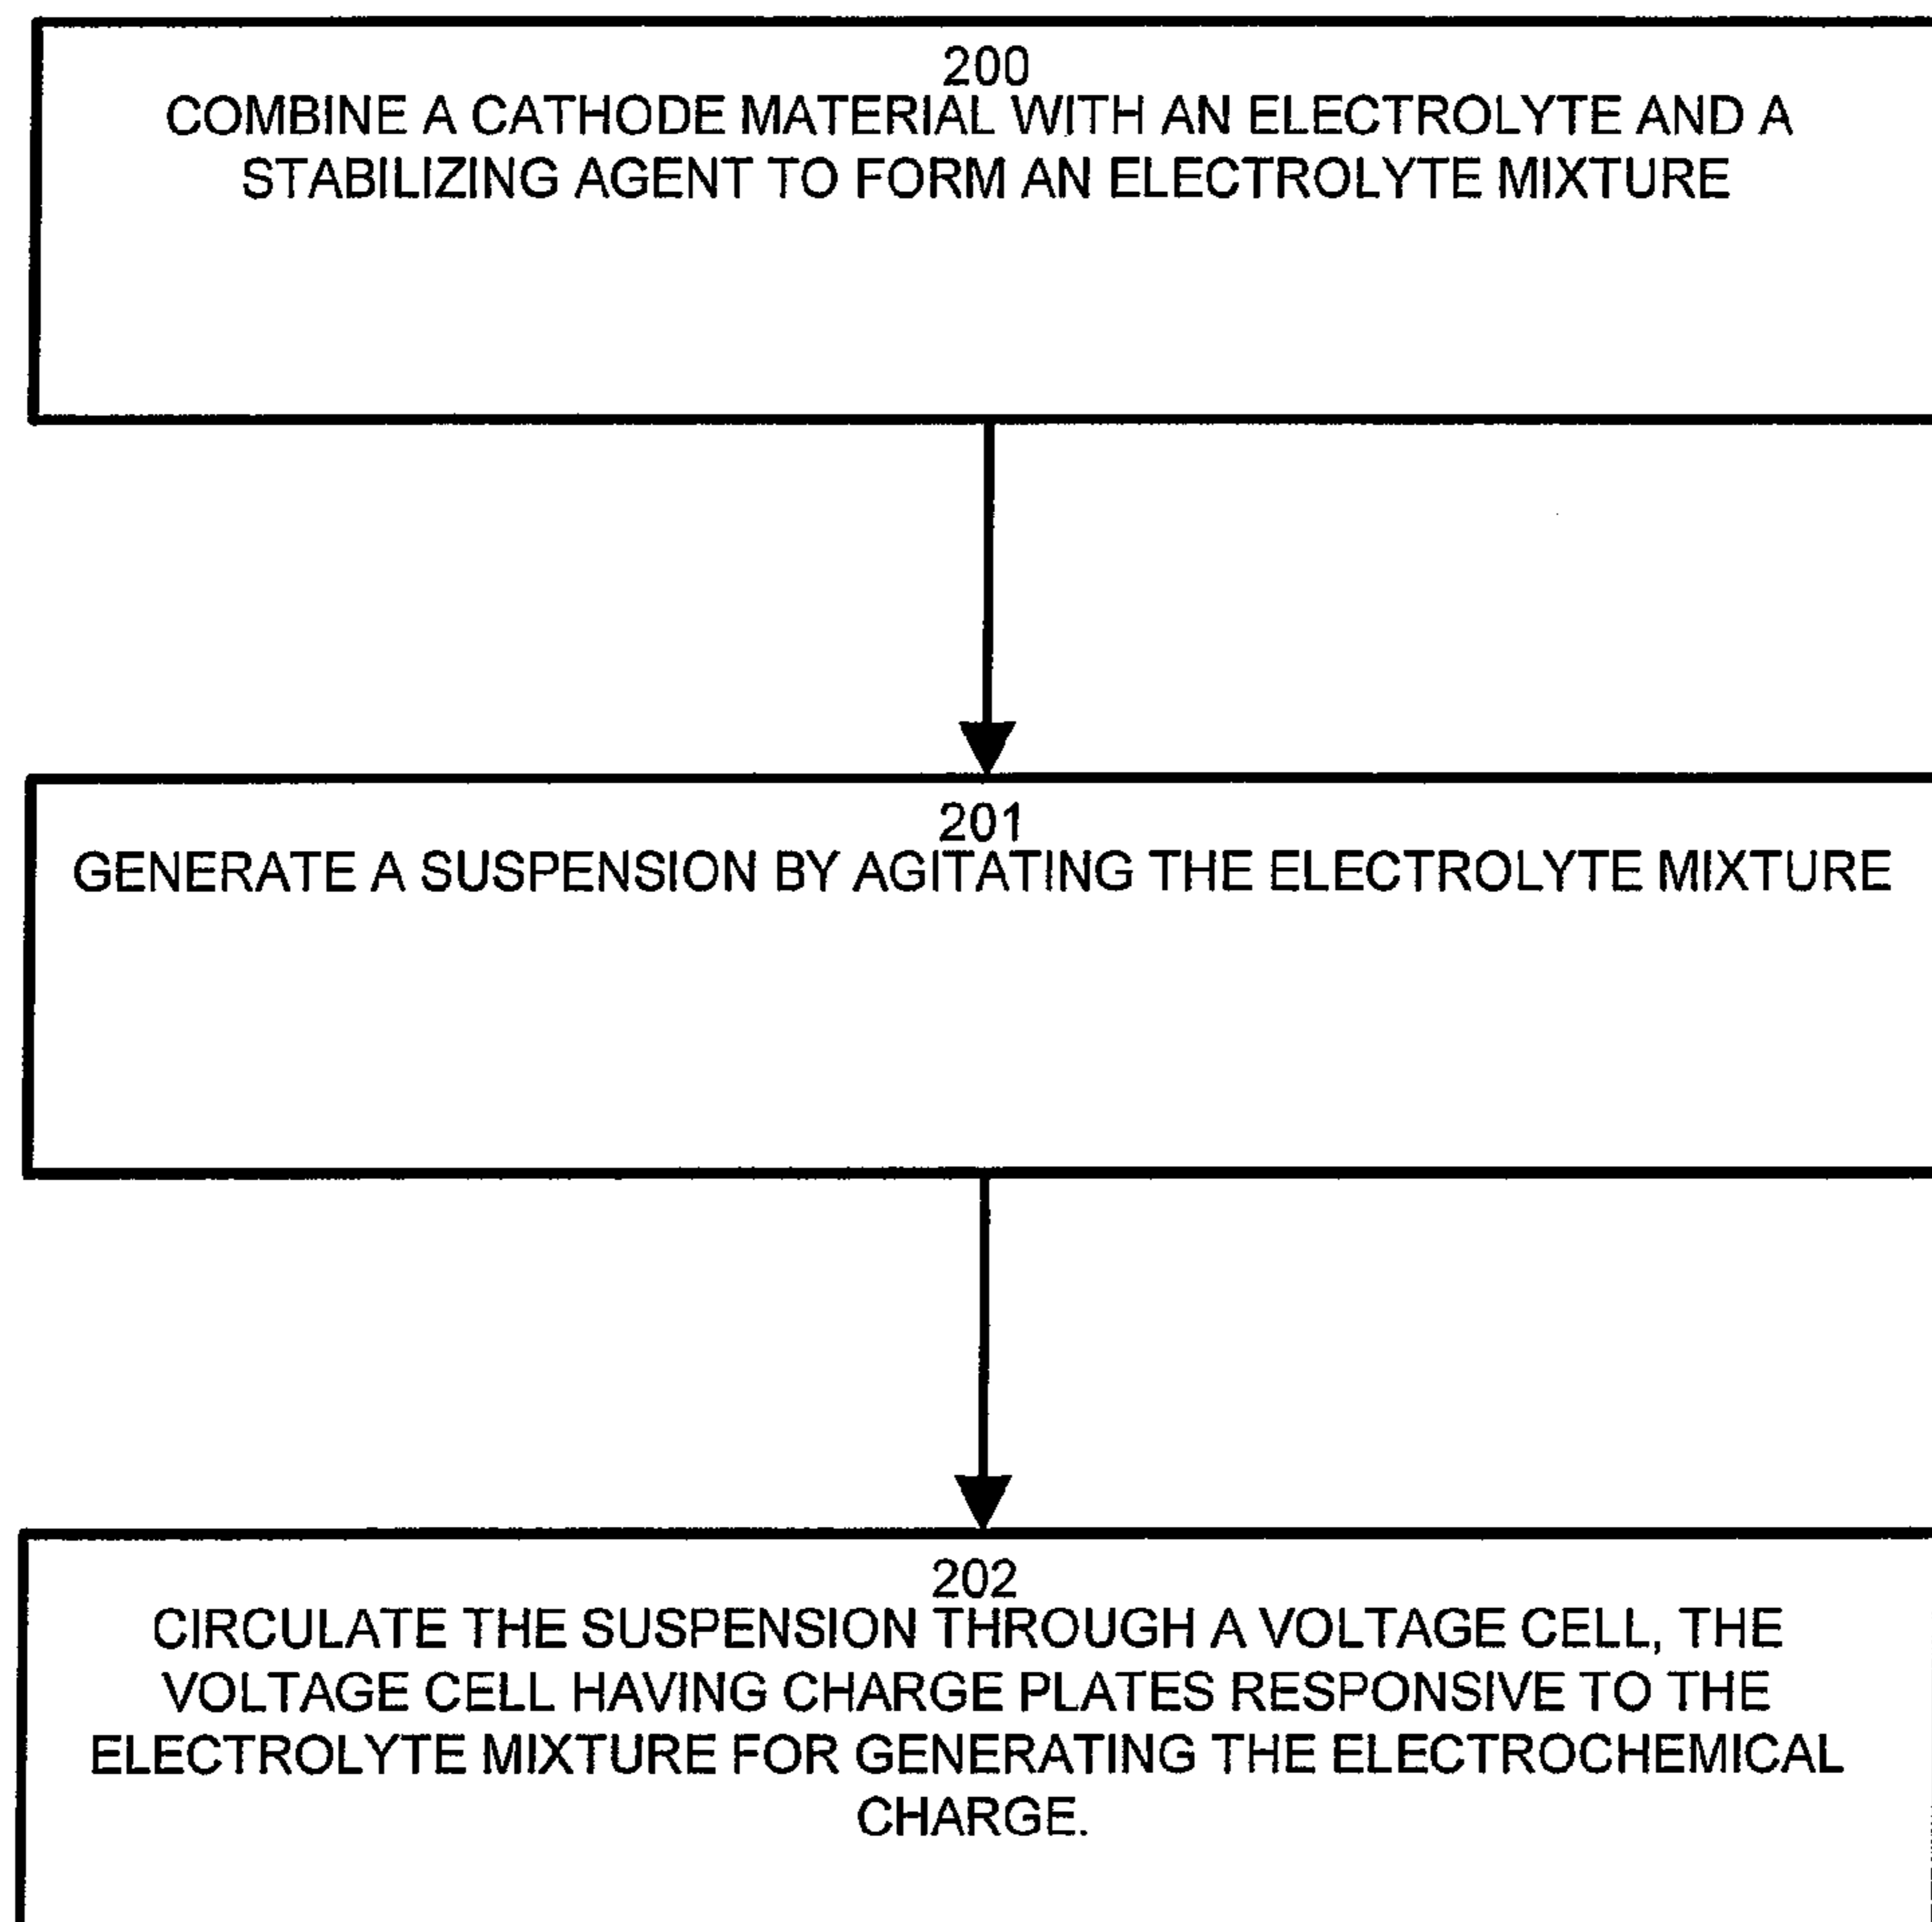 200
COMBINE A CATHODE MATERIAL WITH AN ELECTROLYTE AND A
STABILIZING AGENT TO FORM AN ELECTROLYTE MIXTURE
201
GENERATE A SUSPENSION BY AGITATING THE ELECTROLYTE MIXTURE
202
CIRCULATE THE SUSPENSION THROUGH A VOLTAGE CELL, THE
VOLTAGE CELL HAVING CHARGE PLATES RESPONSIVE TO THE
ELECTROLYTE MIXTURE FOR GENERATING THE ELECTROCHEMICAL
CHARGE.